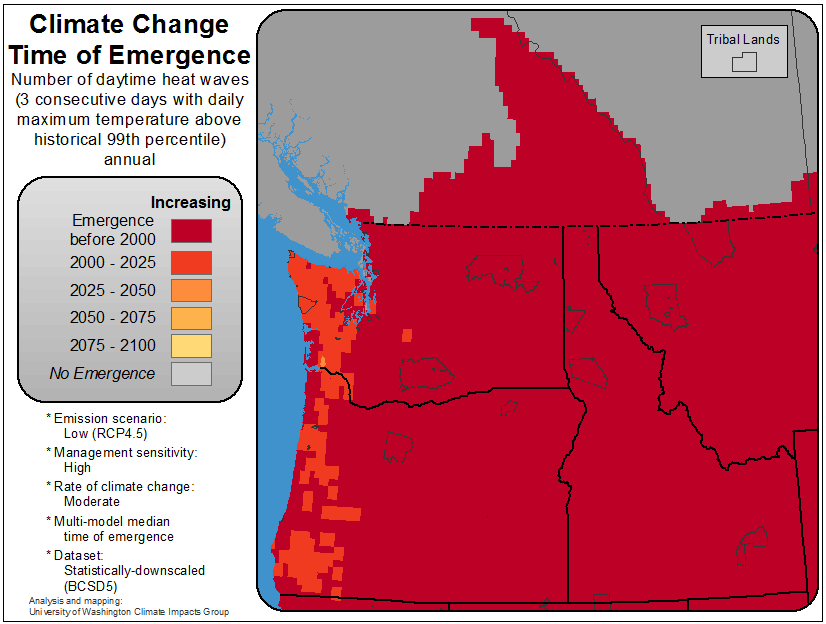 Climate Change
Time of Emergence
Number of daytime heat waves
(3 consecutive days with daily
maximum temperature above
historical 99th percentile)
annual
Increasing
Emergence
before 2000
2000 - 2025
2025 - 2050
2050 - 2075
2075 - 2100
No Emergence
* Emission scenario:
Low (RCP4.5)
* Management sensitivity:
High
* Rate of climate change:
Moderate
* Multi-model median
time of emergence
* Dataset:
Statistically-downscaled
(BCSD5)
Analysis and mapping:
University of Washington Climate Impacts Group
Tribal Lands